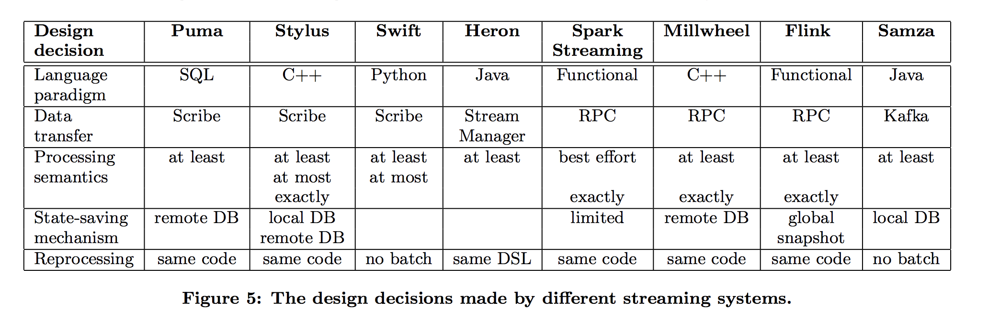 Design Puma Stylus Swift Heron Spark Millwheel Flink Samza
decision Streaming
Language SQL C++ Python Java Functional C++ Functional Java
paradigm
Data Scribe Scribe Scribe Stream RPC RPC RPC Kafka
transfer Manager
Processing at least at least at least at least best effort at least at least at least
semantics at most at most
exactly exactly exactly exactly
State-saving remote DB local DB limited remote DB global local DB
mechanism remote DB snapshot
Reprocessing same code same code no batch same DSL same code same code same code no batch
Figure 5: The design decisions made by different streaming systems.